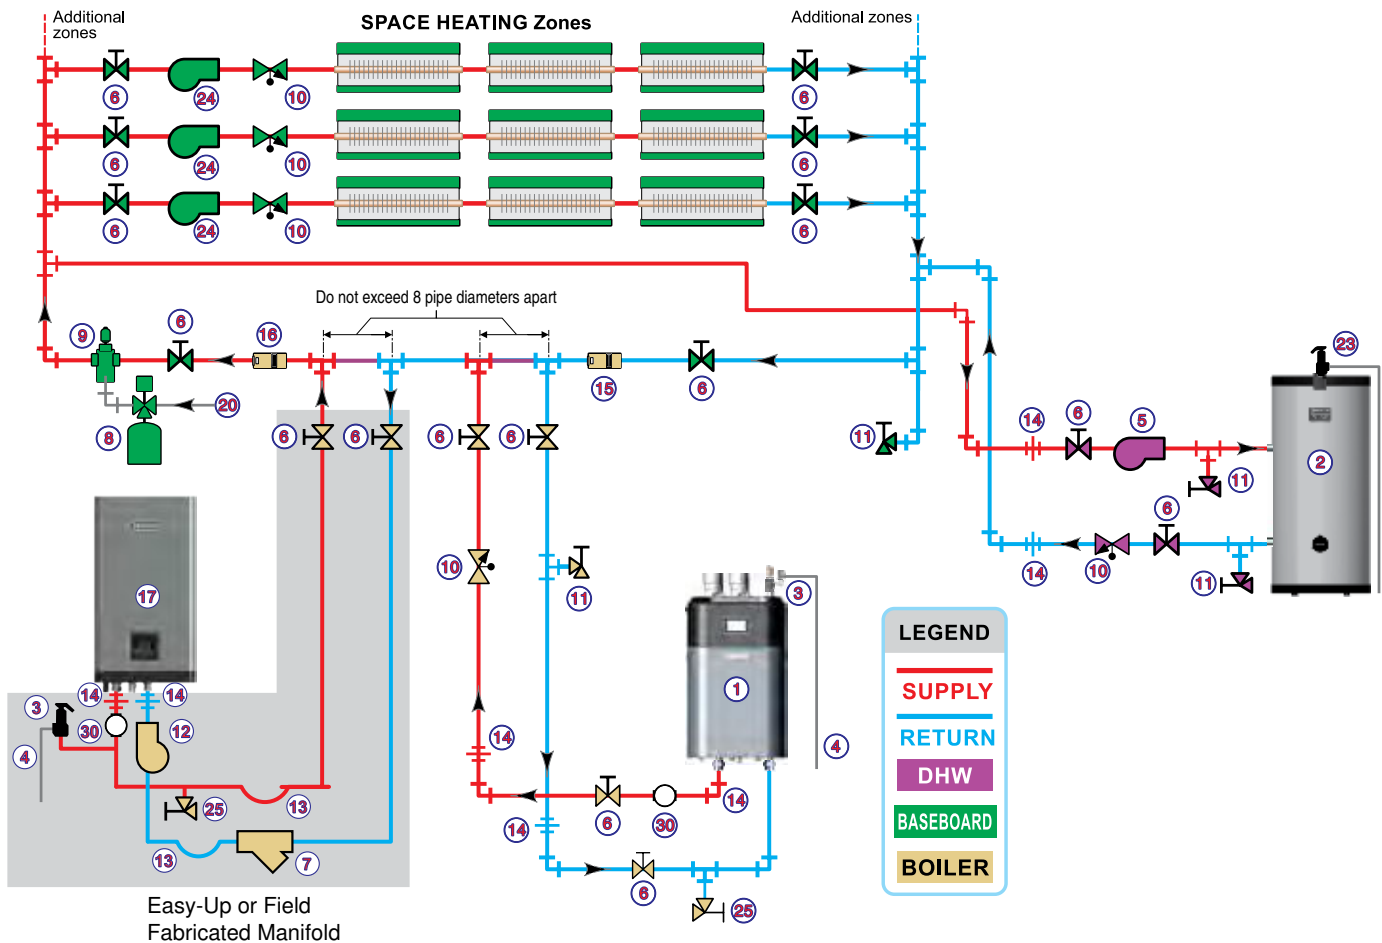 Additional
zones
SPACE HEATING Zones
Additional zones
6 24 10 6
6 24 10 6
6 24 10 6
Do not exceed 8 pipe diameters apart
9 6 16 15 6
23
20
8 6 6 6 6 11 14 6 5 2
11
6
10 11 14 10 11
17 3
LEGEND
SUPPLY
RETURN
DHW
BASEBOARD
BOILER
1
14 14
3 30 12
4 14 4
25 13 6 30 14
14
13 7 6 25
Easy-Up or Field
Fabricated Manifold